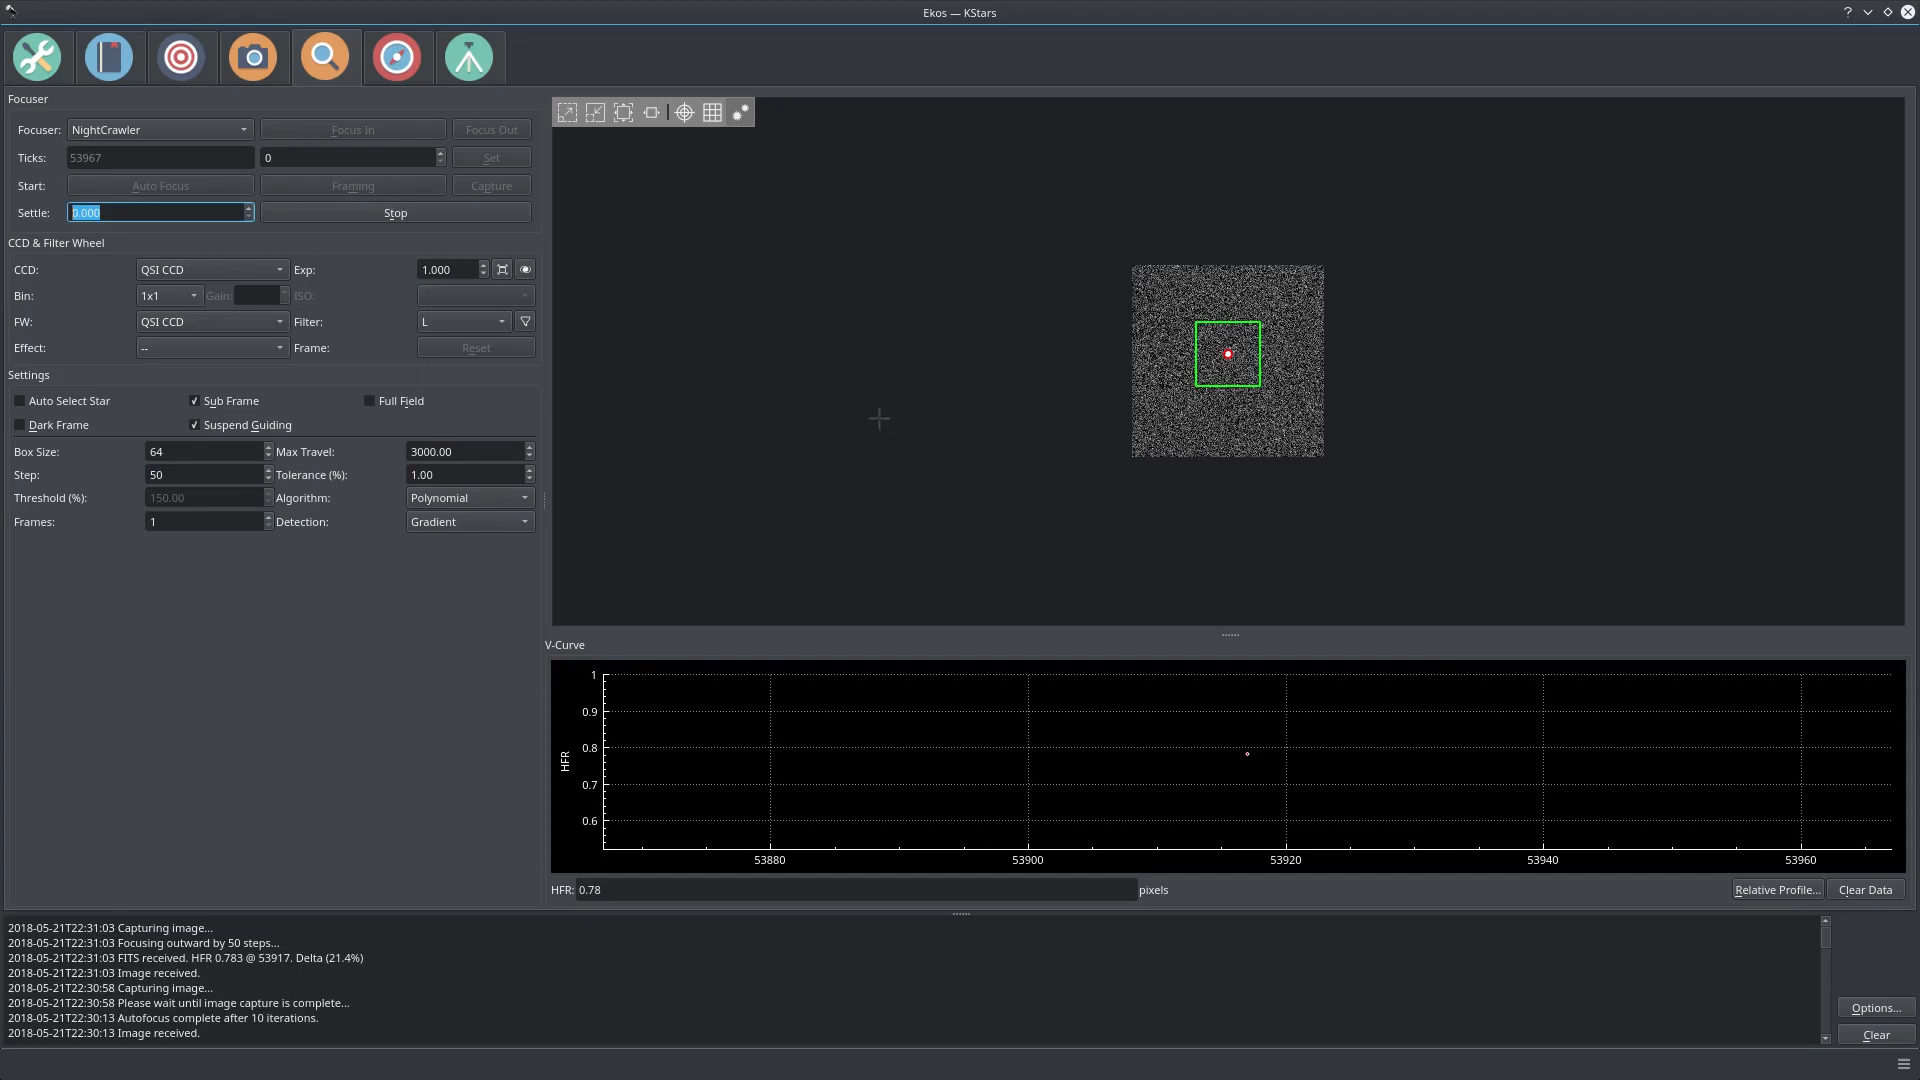 Ekos — KStars
Focuser
Focuser: NightCrawler Focus In Focus Out
Ticks: 53967 0 Set
Start: Auto Focus Framing Capture
Settle: 0.000 Stop
CCD & Filter Wheel
CCD: QSI CCD Exp: 1.000
Bin: 1x1 Gain: ISO:
FW: QSI CCD Filter: L
Effect: -- Frame: Reset
Settings
Auto Select Star Sub Frame Full Field
Dark Frame Suspend Guiding
Box Size: 64 Max Travel: 3000.00
Step: 50 Tolerance (%): 1.00
Threshold (%): 150.00 Algorithm: Polynomial
Frames: 1 Detection: Gradient
V-Curve
1
0.9
0.8
0.7
0.6
HFR
53880 53900 53920 53940 53960
HFR: 0.78 pixels Relative Profile... Clear Data
2018-05-21T22:31:03 Capturing image...
2018-05-21T22:31:03 Focusing outward by 50 steps...
2018-05-21T22:31:03 FITS received. HFR 0.783 @ 53917. Delta (21.4%)
2018-05-21T22:31:03 Image received.
2018-05-21T22:30:58 Capturing image...
2018-05-21T22:30:58 Please wait until image capture is complete...
2018-05-21T22:30:13 Autofocus complete after 10 iterations.
2018-05-21T22:30:13 Image received.
Options...
Clear